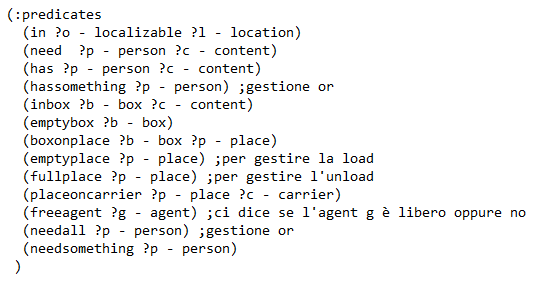 (:predicates
(in ?o - localizable ?l - location)
(need  ?p - person ?c - content)
(has ?p - person ?c - content)
(hassomething ?p - person) ;gestione or
(inbox ?b - box ?c - content)
(emptybox ?b - box)
(boxonplace ?b - box ?p - place)
(emptyplace ?p - place) ;per gestire la load
(fullplace ?p - place) ;per gestire l'unload
(placeoncarrier ?p - place ?c - carrier)
(freeagent ?g - agent) ;ci dice se l'agent g è libero oppure no
(needall ?p - person) ;gestione or
(needsomething ?p - person)
)